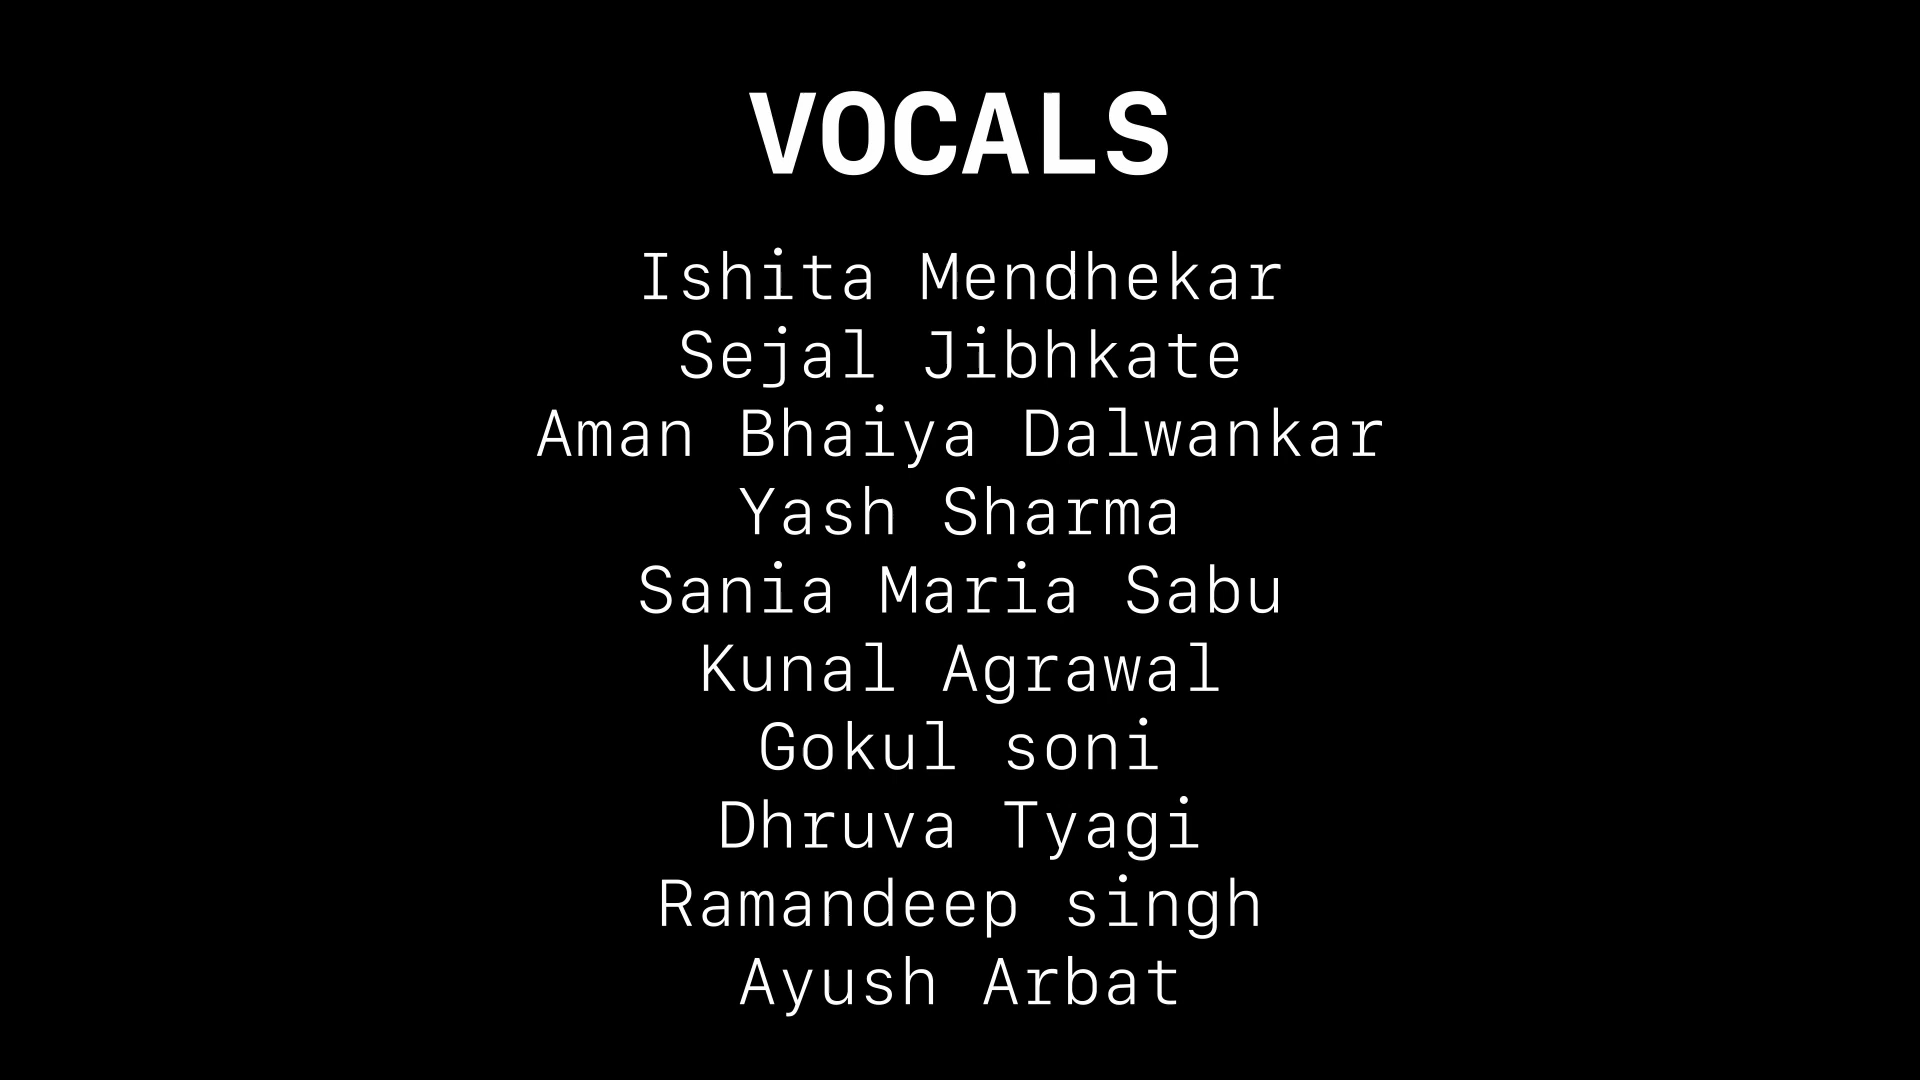 VOCALS
Ishita Mendhekar
Sejal Jibhkate
Aman Bhaiya Dalwankar
Yash Sharma
Sania Maria Sabu
Kunal Agrawal
Gokul soni
Dhruva Tyagi
Ramandeep singh
Ayush Arbat